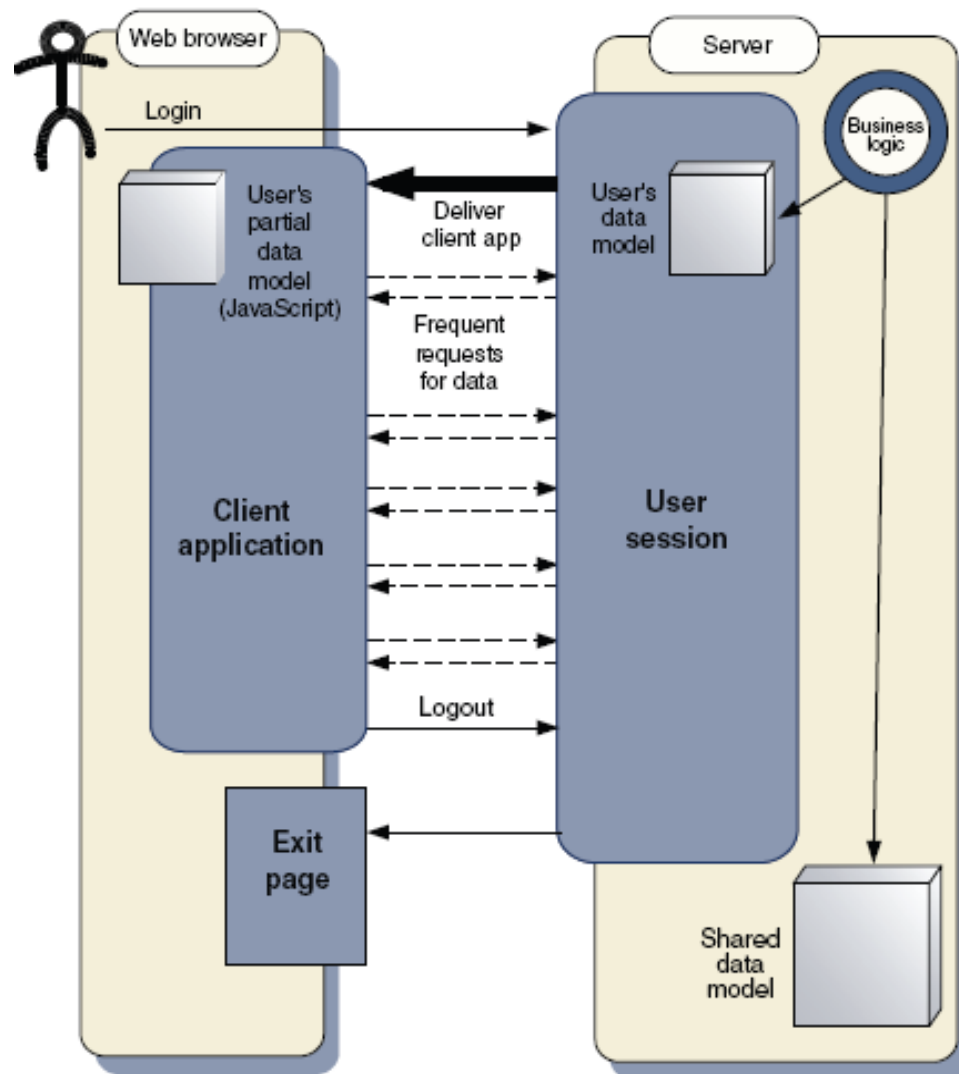 Web browser
Server
Login
Business
logic
User's
partial
data
model
(JavaScript)
Deliver
client app
User's
data
model
Frequent
requests
for data
Client
application
User
session
Logout
Exit
page
Shared
data
model